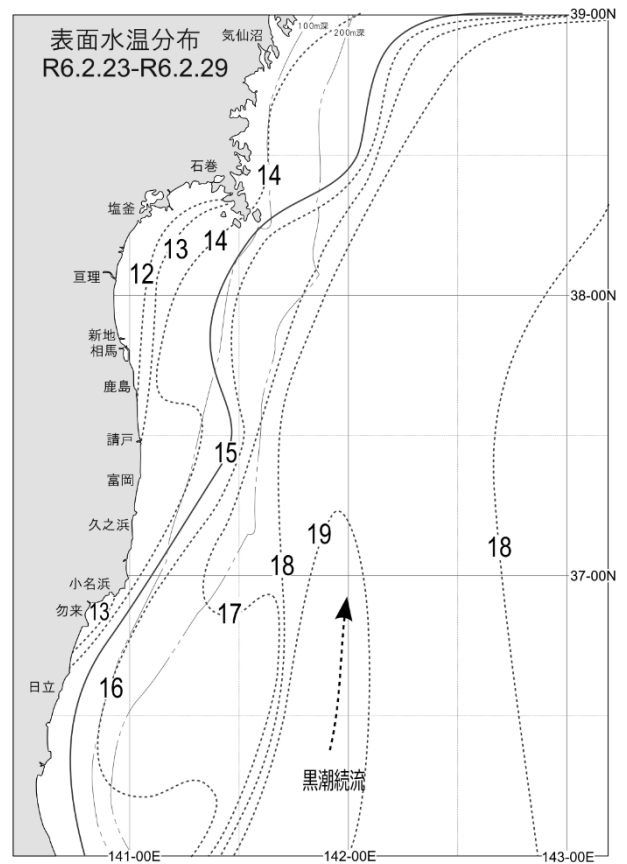 表面水温分布
R6.2.23-R6.2.29
気仙沼
100m深
200m深
39-00N
石巻
14
塩釜
13
14
12
亘理
38-00N
新地
相馬
鹿島
請戸
15
富岡
久之浜
19
18
18
37-00N
小名浜
勿来
13
17
日立
16
黒潮続流
141-00E
142-00E
143-00E